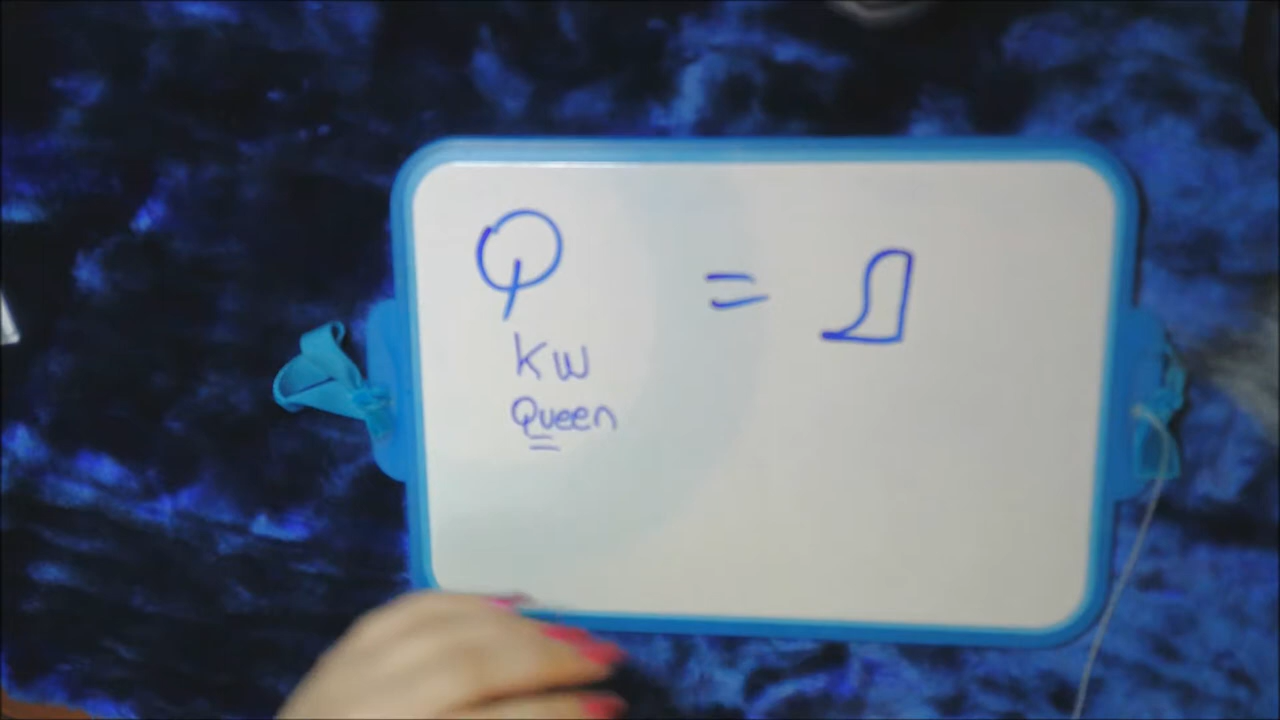 Q =
kw
Queen